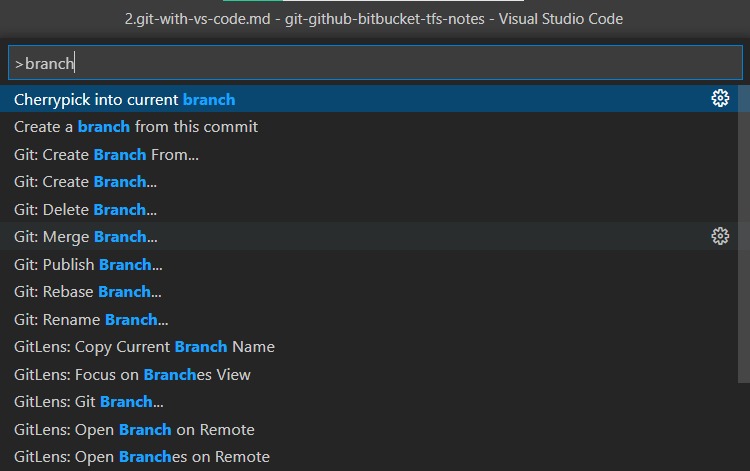 2.git-with-vs-code.md - git-github-bitbucket-tfs-notes - Visual Studio Code
>branch
Cherrypick into current branch
Create a branch from this commit
Git: Create Branch From...
Git: Create Branch...
Git: Delete Branch...
Git: Merge Branch...
Git: Publish Branch...
Git: Rebase Branch...
Git: Rename Branch...
GitLens: Copy Current Branch Name
GitLens: Focus on Branches View
GitLens: Git Branch...
GitLens: Open Branch on Remote
GitLens: Open Branches on Remote